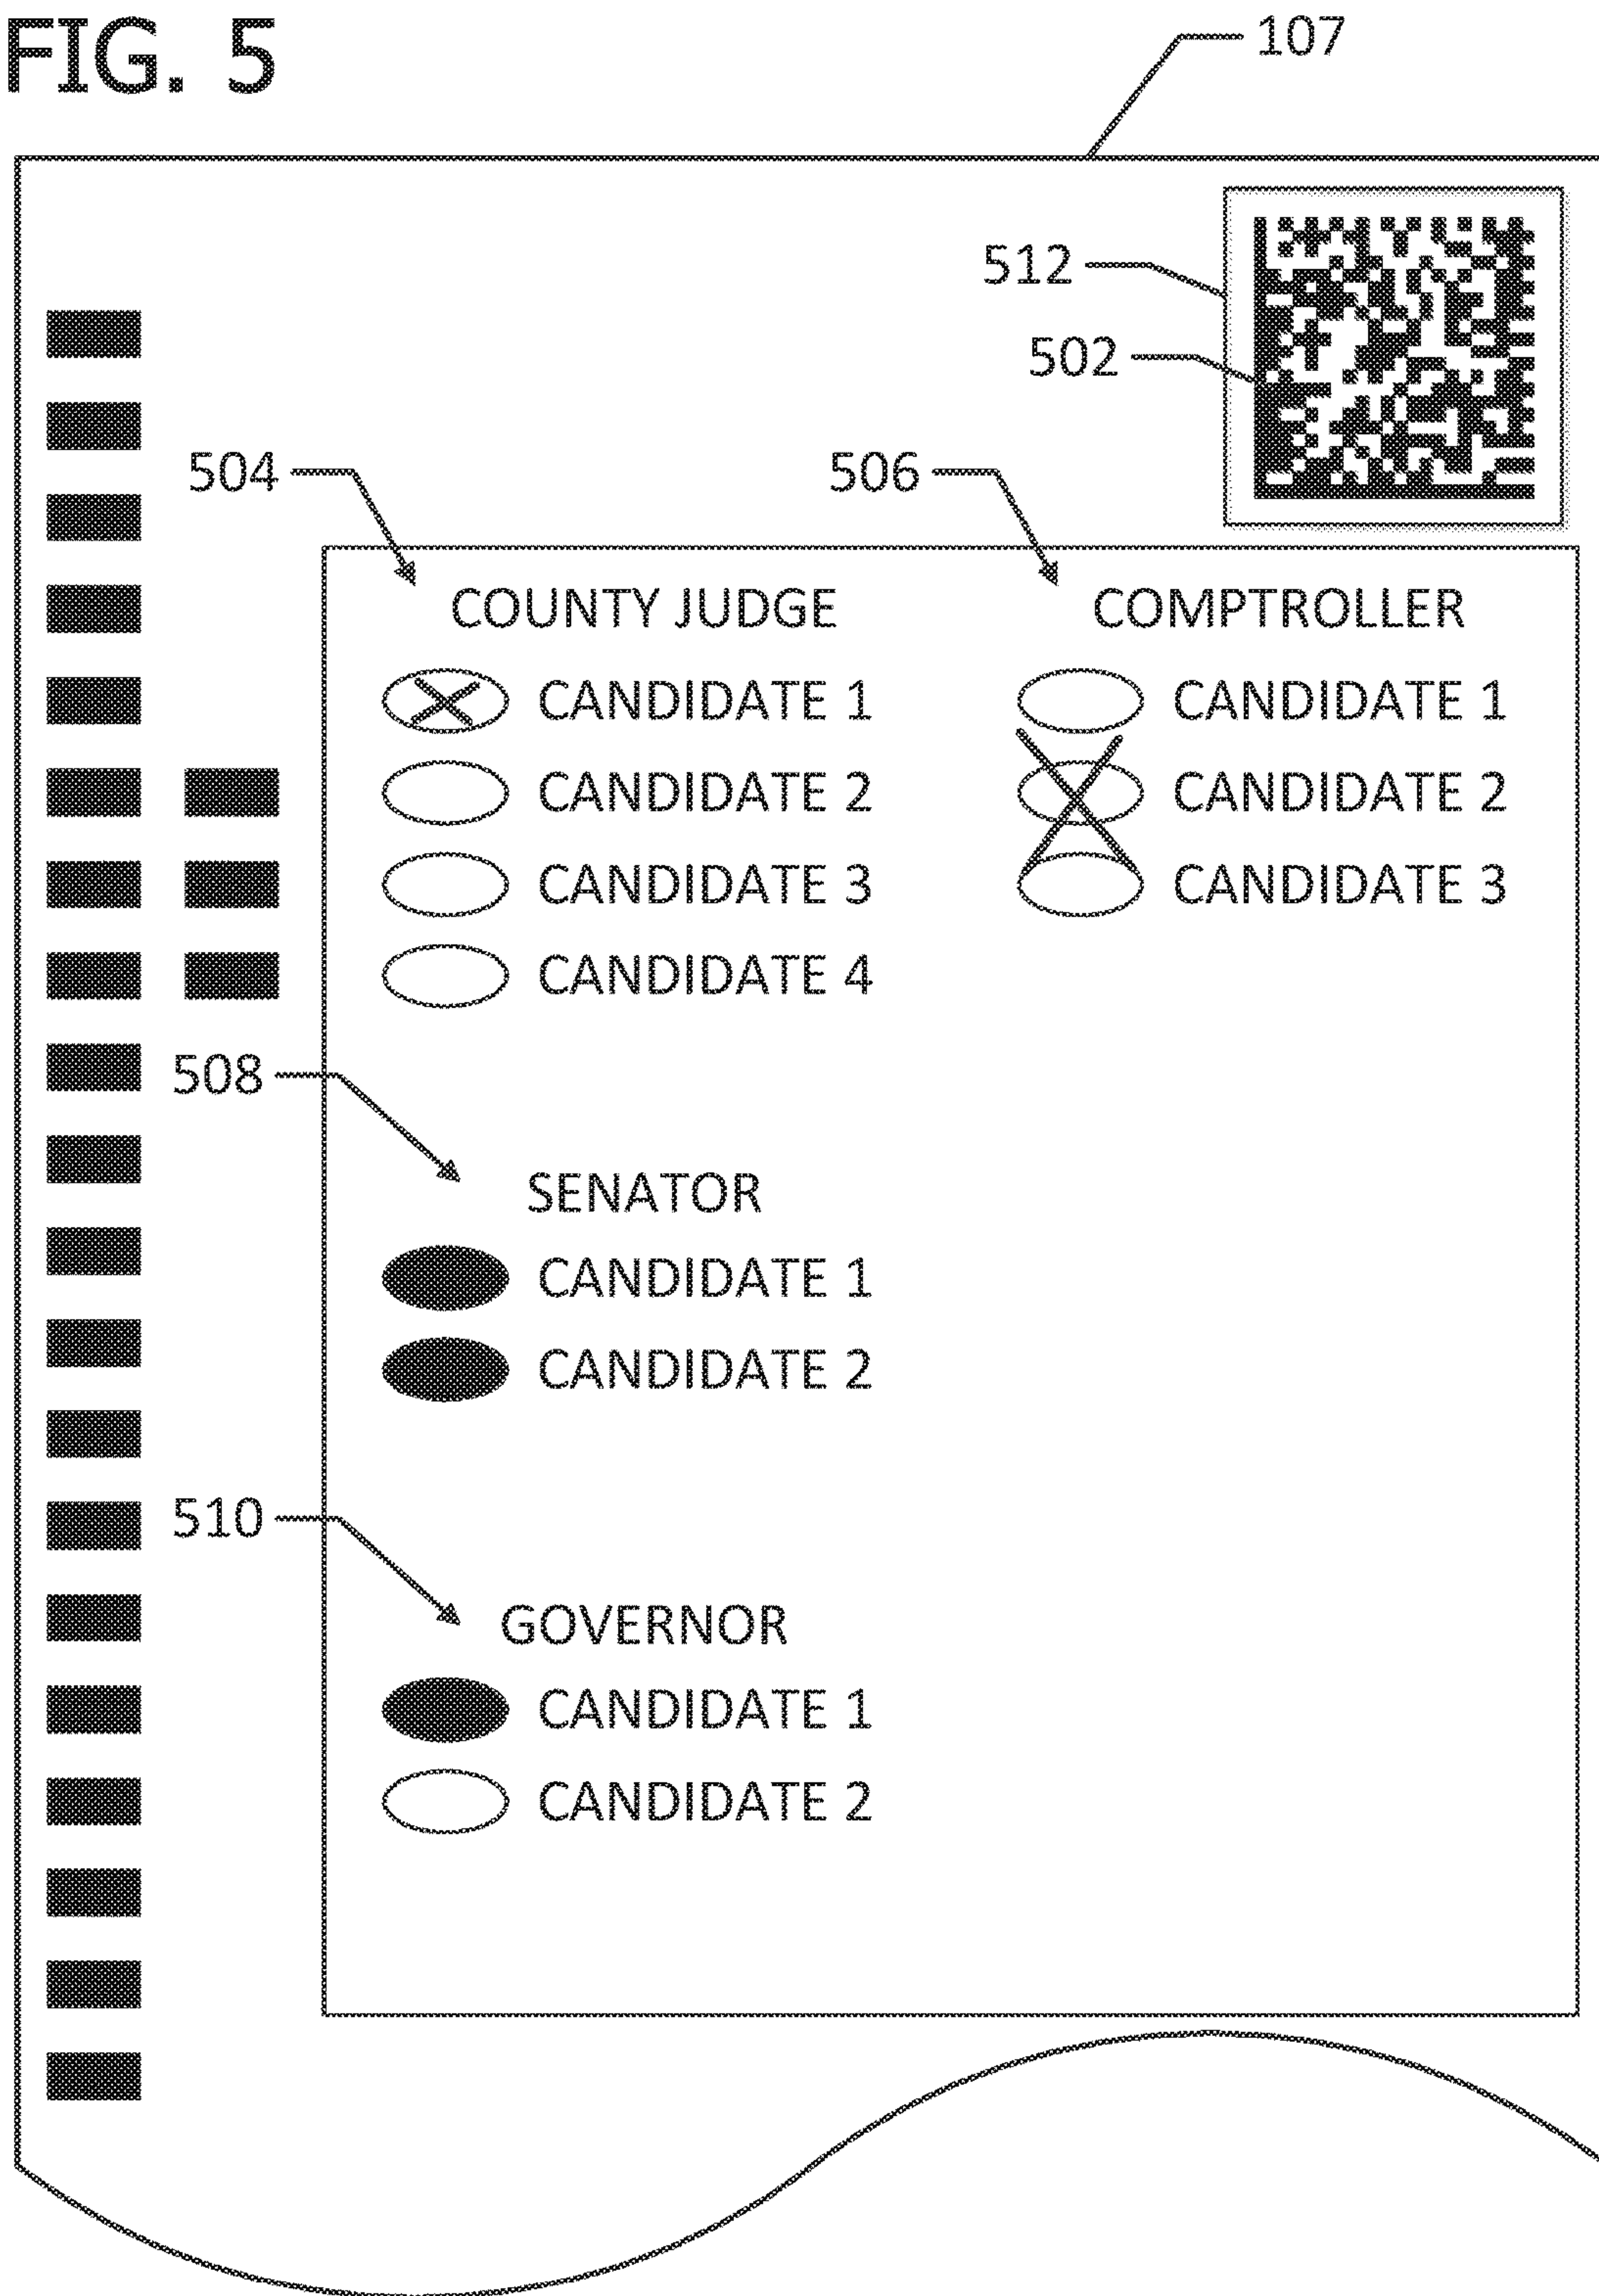 FIG. 5
107
512
502
504
506
COUNTY JUDGE
CANDIDATE 1
CANDIDATE 2
CANDIDATE 3
CANDIDATE 4
COMPTROLLER
CANDIDATE 1
CANDIDATE 2
CANDIDATE 3
508
SENATOR
CANDIDATE 1
CANDIDATE 2
510
GOVERNOR
CANDIDATE 1
CANDIDATE 2